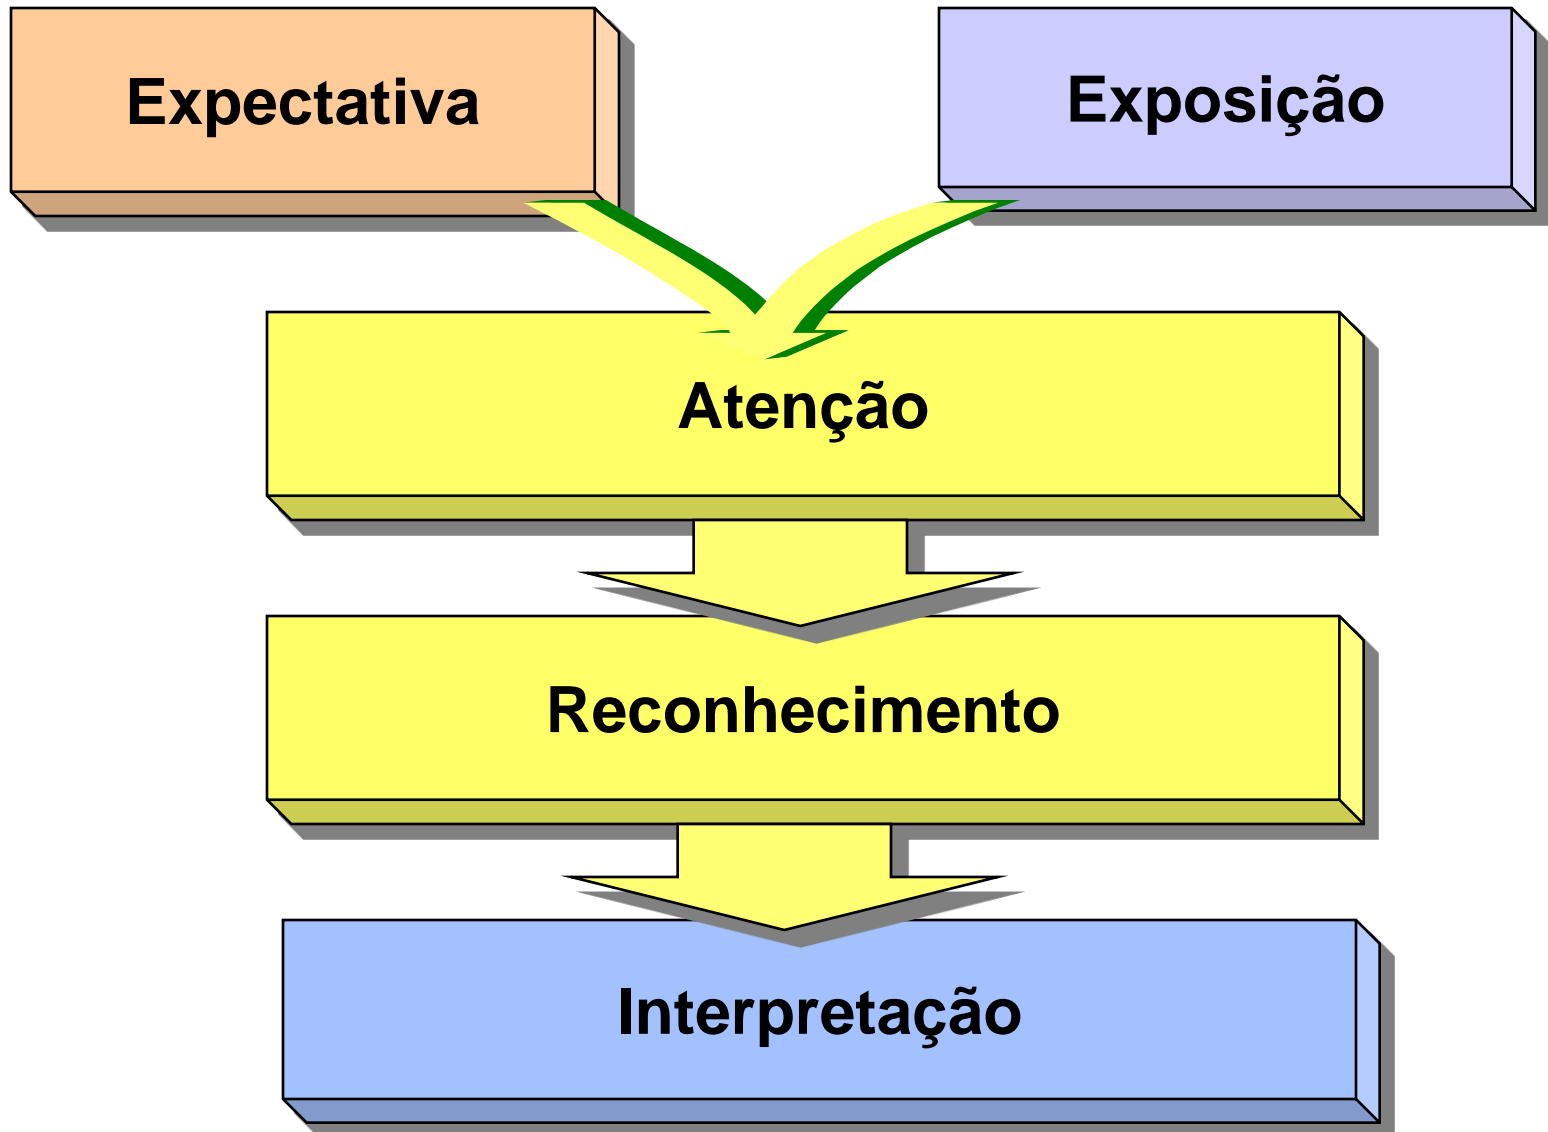 Expectativa
Exposição
Atenção
Reconhecimento
Interpretação